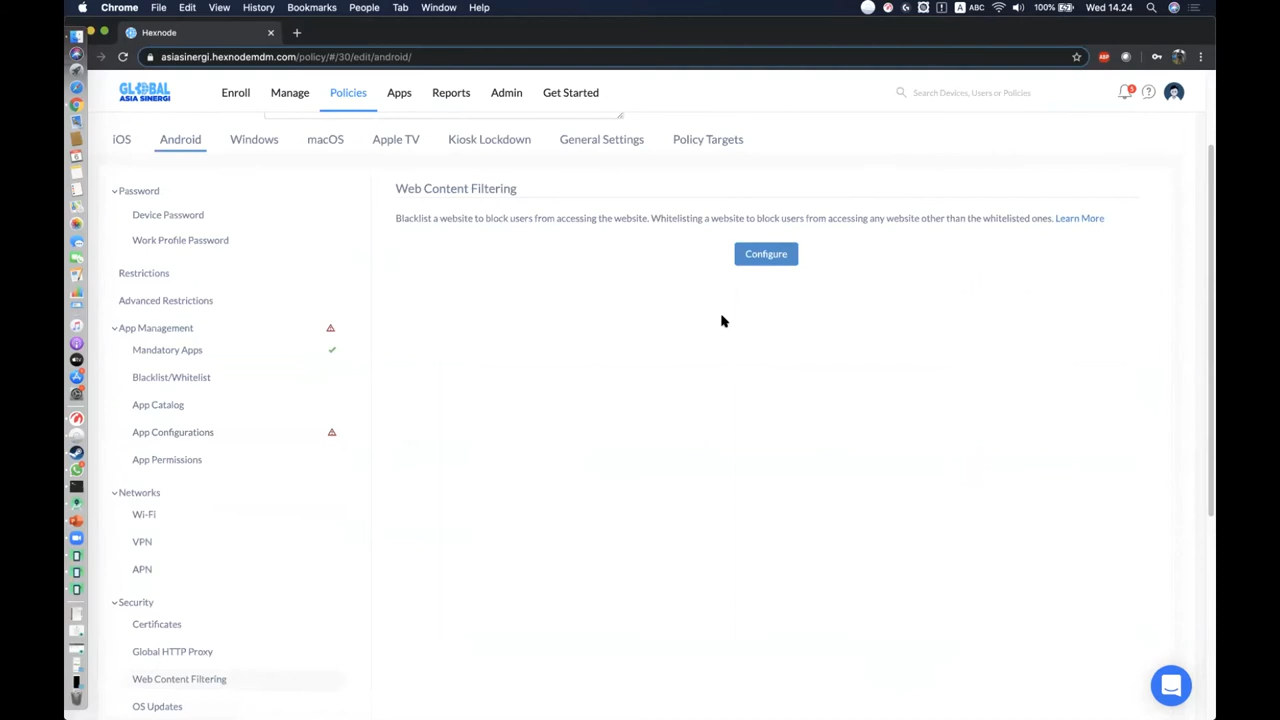 Chrome File Edit View History Bookmarks People Tab Window Help ABC 100% Wed 14.24
Hexnode
asiasinergi.hexnodemdm.com/policy/#/30/edit/android/
GLOBAL
ASIA SINERGI
Enroll Manage Policies Apps Reports Admin Get Started Search Devices, Users or Policies
iOS Android Windows macOS Apple TV Kiosk Lockdown General Settings Policy Targets
Password
Device Password
Work Profile Password
Restrictions
Advanced Restrictions
App Management
Mandatory Apps
Blacklist/Whitelist
App Catalog
App Configurations
App Permissions
Networks
Wi-Fi
VPN
APN
Security
Certificates
Global HTTP Proxy
Web Content Filtering
OS Updates
Web Content Filtering
Blacklist a website to block users from accessing the website. Whitelisting a website to block users from accessing any website other than the whitelisted ones. Learn More
Configure